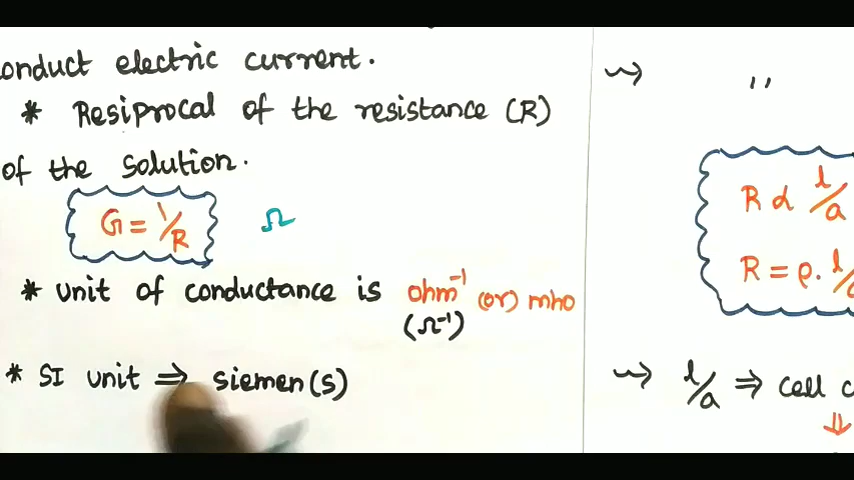 onduct electric current.
* Resiprocal of the resistance (R)
of the solution.
G = 1/R Ω
* unit of conductance is ohm⁻¹ (or) mho
(Ω⁻¹)
* SI unit ⇒ siemen(s)
⇝ ''
R α l/a
R = ρ. l/a
⇝ l/a ⇒ cell c
⇓